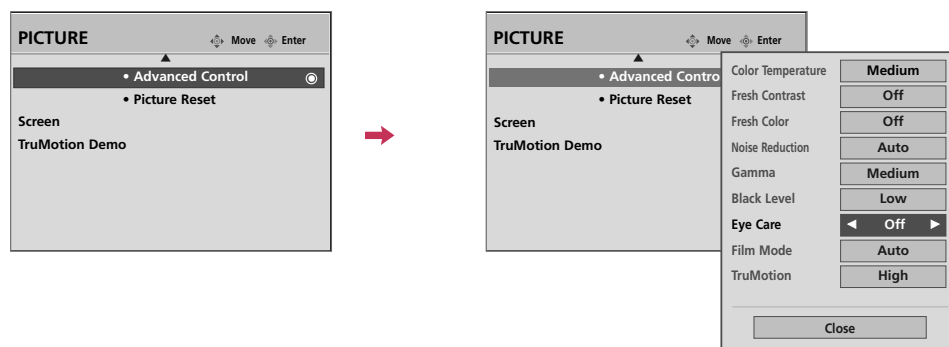 PICTURE Move Enter
• Advanced Control
• Picture Reset
Screen
TruMotion Demo
PICTURE Move Enter
• Advanced Contro
• Picture Reset
Screen
TruMotion Demo
Color Temperature Medium
Fresh Contrast Off
Fresh Color Off
Noise Reduction Auto
Gamma Medium
Black Level Low
Eye Care ◀ Off ▶
Film Mode Auto
TruMotion High
Close